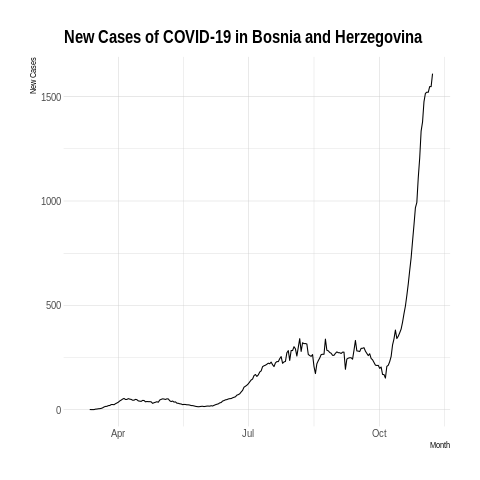 New Cases of COVID-19 in Bosnia and Herzegovina
New Cases
1500
1000
500
0
Apr
Jul
Oct
Month